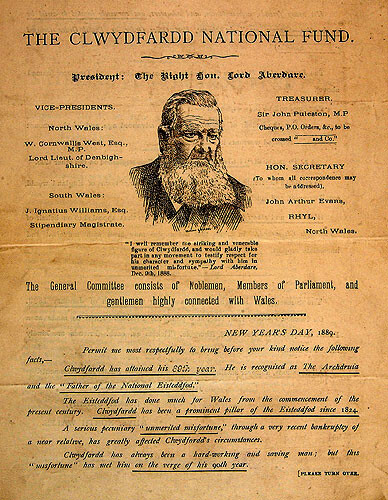 THE CLWYDFARDD NATIONAL FUND.
President: The Right Hon. Lord Aberdare.
VICE-PRESIDENTS.
North Wales:
W. Cornwallis West, Esq.,
M.P.
Lord Lieut. of Denbigh-
shire.
South Wales:
J. Ignatius Williams, Esq.
Stipendiary Magistrate.
TREASURER.
Sir John Puleston, M.P
Cheques, P.O. Orders, &c., to be
crossed " and Co."
HON. SECRETARY
(To whom all correspondence may
be addressed),
John Arthur Evans,
RHYL,
North Wales.
"I well remember the striking and venerable
figure of Clwydfardd, and would gladly take
part in any movement to testify respect for
his character and sympathy with him in
unmerited misfortune."—Lord Aberdare,
Dec. 9th, 1888.
The General Committee consists of Noblemen, Members of Parliament, and
gentlemen highly connected with Wales.
NEW YEAR'S DAY, 1889.
Permit me most respectfully to bring before your kind notice the following
facts,—
Clwydfardd has attained his 89th year. He is recognised as The Archdruid
and the "Father of the National Eisteddfod."
The Eisteddfod has done much for Wales from the commencement of the
present century. Clwydfardd has been a prominent pillar of the Eisteddfod since 1824.
A serious pecuniary "unmerited misfortune," through a very recent bankruptcy of
a near relative, has greatly affected Clwydfardd's circumstances.
Clwydfardd has always been a hard-working and saving man; but this
"misfortune" has met him on the verge of his 90th year.
[PLEASE TURN OVER.